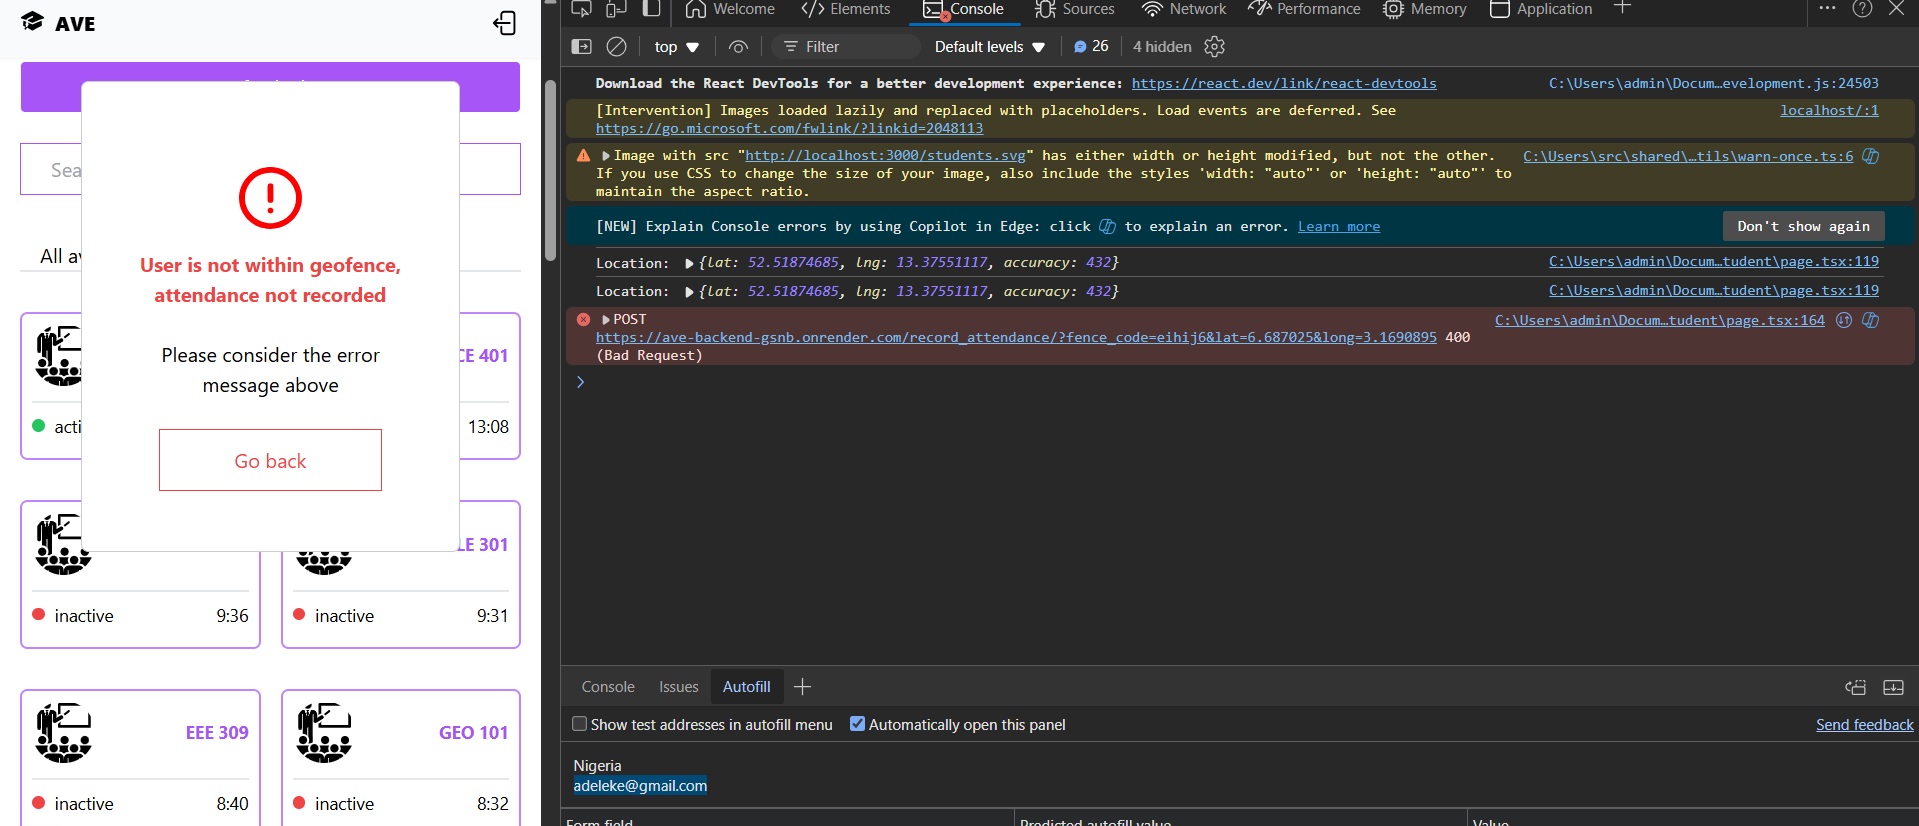 AVE
Sea
All av
User is not within geofence,
attendance not recorded
Please consider the error
message above
Go back
CE 401
acti
13:08
LE 301
inactive
9:36
inactive
9:31
EEE 309
GEO 101
inactive
8:40
inactive
8:32
Welcome
Elements
Console
Sources
Network
Performance
Memory
Application
top
Filter
Default levels
26
4 hidden
Download the React DevTools for a better development experience: https://react.dev/link/react-devtools
C:\Users\admin\Docum…evelopment.js:24503
[Intervention] Images loaded lazily and replaced with placeholders. Load events are deferred. See
https://go.microsoft.com/fwlink/?linkid=2048113
localhost/:1
Image with src "http://localhost:3000/students.svg" has either width or height modified, but not the other.
If you use CSS to change the size of your image, also include the styles 'width: "auto"' or 'height: "auto"' to
maintain the aspect ratio.
C:\Users\src\shared\…tils\warn-once.ts:6
[NEW] Explain Console errors by using Copilot in Edge: click to explain an error. Learn more
Don't show again
Location: {lat: 52.51874685, lng: 13.37551117, accuracy: 432}
C:\Users\admin\Docum…tudent\page.tsx:119
Location: {lat: 52.51874685, lng: 13.37551117, accuracy: 432}
C:\Users\admin\Docum…tudent\page.tsx:119
POST
C:\Users\admin\Docum…tudent\page.tsx:164
https://ave-backend-gsnb.onrender.com/record_attendance/?fence_code=eihij6&lat=6.687025&long=3.1690895 400
(Bad Request)
Console
Issues
Autofill
Show test addresses in autofill menu
Automatically open this panel
Send feedback
Nigeria
adeleke@gmail.com
Form field
Predicted autofill value
Value